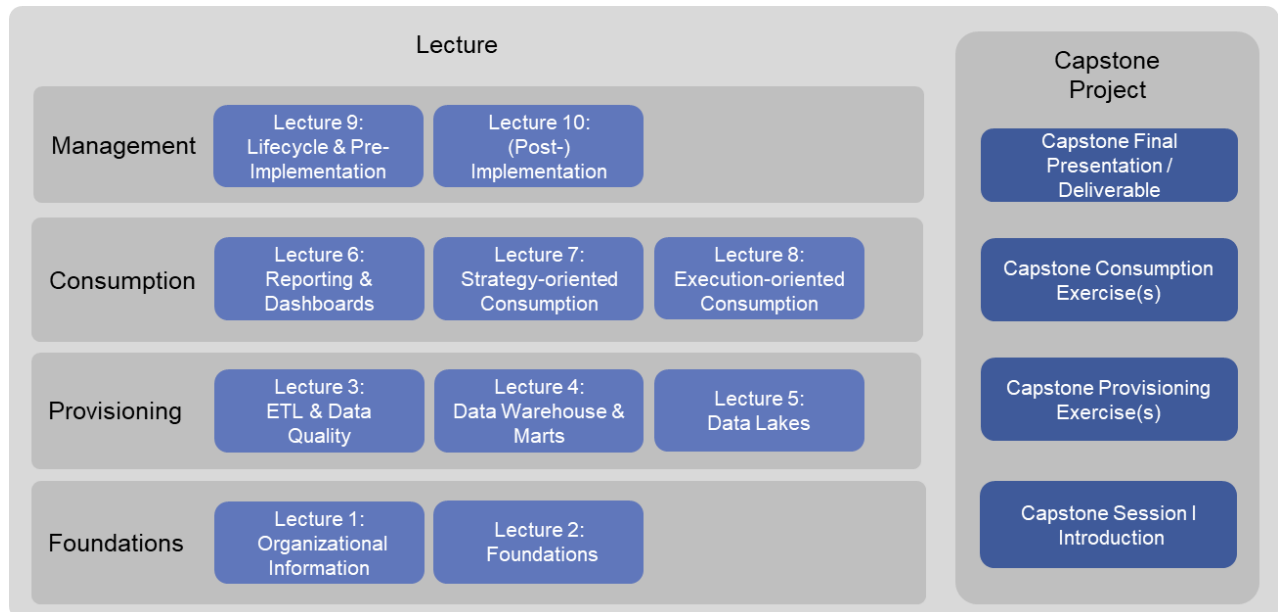 Lecture
Management
Lecture 9:
Lifecycle & Pre-
Implementation
Lecture 10:
(Post-)
Implementation
Consumption
Lecture 6:
Reporting &
Dashboards
Lecture 7:
Strategy-oriented
Consumption
Lecture 8:
Execution-oriented
Consumption
Provisioning
Lecture 3:
ETL & Data
Quality
Lecture 4:
Data Warehouse &
Marts
Lecture 5:
Data Lakes
Foundations
Lecture 1:
Organizational
Information
Lecture 2:
Foundations
Capstone
Project
Capstone Final
Presentation /
Deliverable
Capstone Consumption
Exercise(s)
Capstone Provisioning
Exercise(s)
Capstone Session I
Introduction